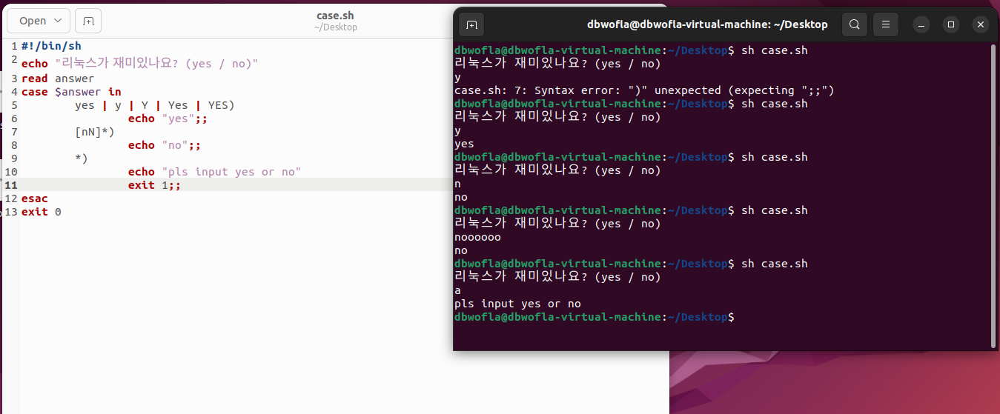 Open
case.sh
~/Desktop
1 #!/bin/sh
2 echo "리눅스가 재미있나요? (yes / no)"
3 read answer
4 case $answer in
5 yes | y | Y | Yes | YES)
6 echo "yes";;
7 [nN]*)
8 echo "no";;
9 *)
10 echo "pls input yes or no"
11 exit 1;;
12 esac
13 exit 0
dbwofla@dbwofla-virtual-machine: ~/Desktop
dbwofla@dbwofla-virtual-machine:~/Desktop$ sh case.sh
리눅스가 재미있나요? (yes / no)
y
case.sh: 7: Syntax error: ")" unexpected (expecting ";;")
dbwofla@dbwofla-virtual-machine:~/Desktop$ sh case.sh
리눅스가 재미있나요? (yes / no)
y
yes
dbwofla@dbwofla-virtual-machine:~/Desktop$ sh case.sh
리눅스가 재미있나요? (yes / no)
n
no
dbwofla@dbwofla-virtual-machine:~/Desktop$ sh case.sh
리눅스가 재미있나요? (yes / no)
noooooo
no
dbwofla@dbwofla-virtual-machine:~/Desktop$ sh case.sh
리눅스가 재미있나요? (yes / no)
a
pls input yes or no
dbwofla@dbwofla-virtual-machine:~/Desktop$